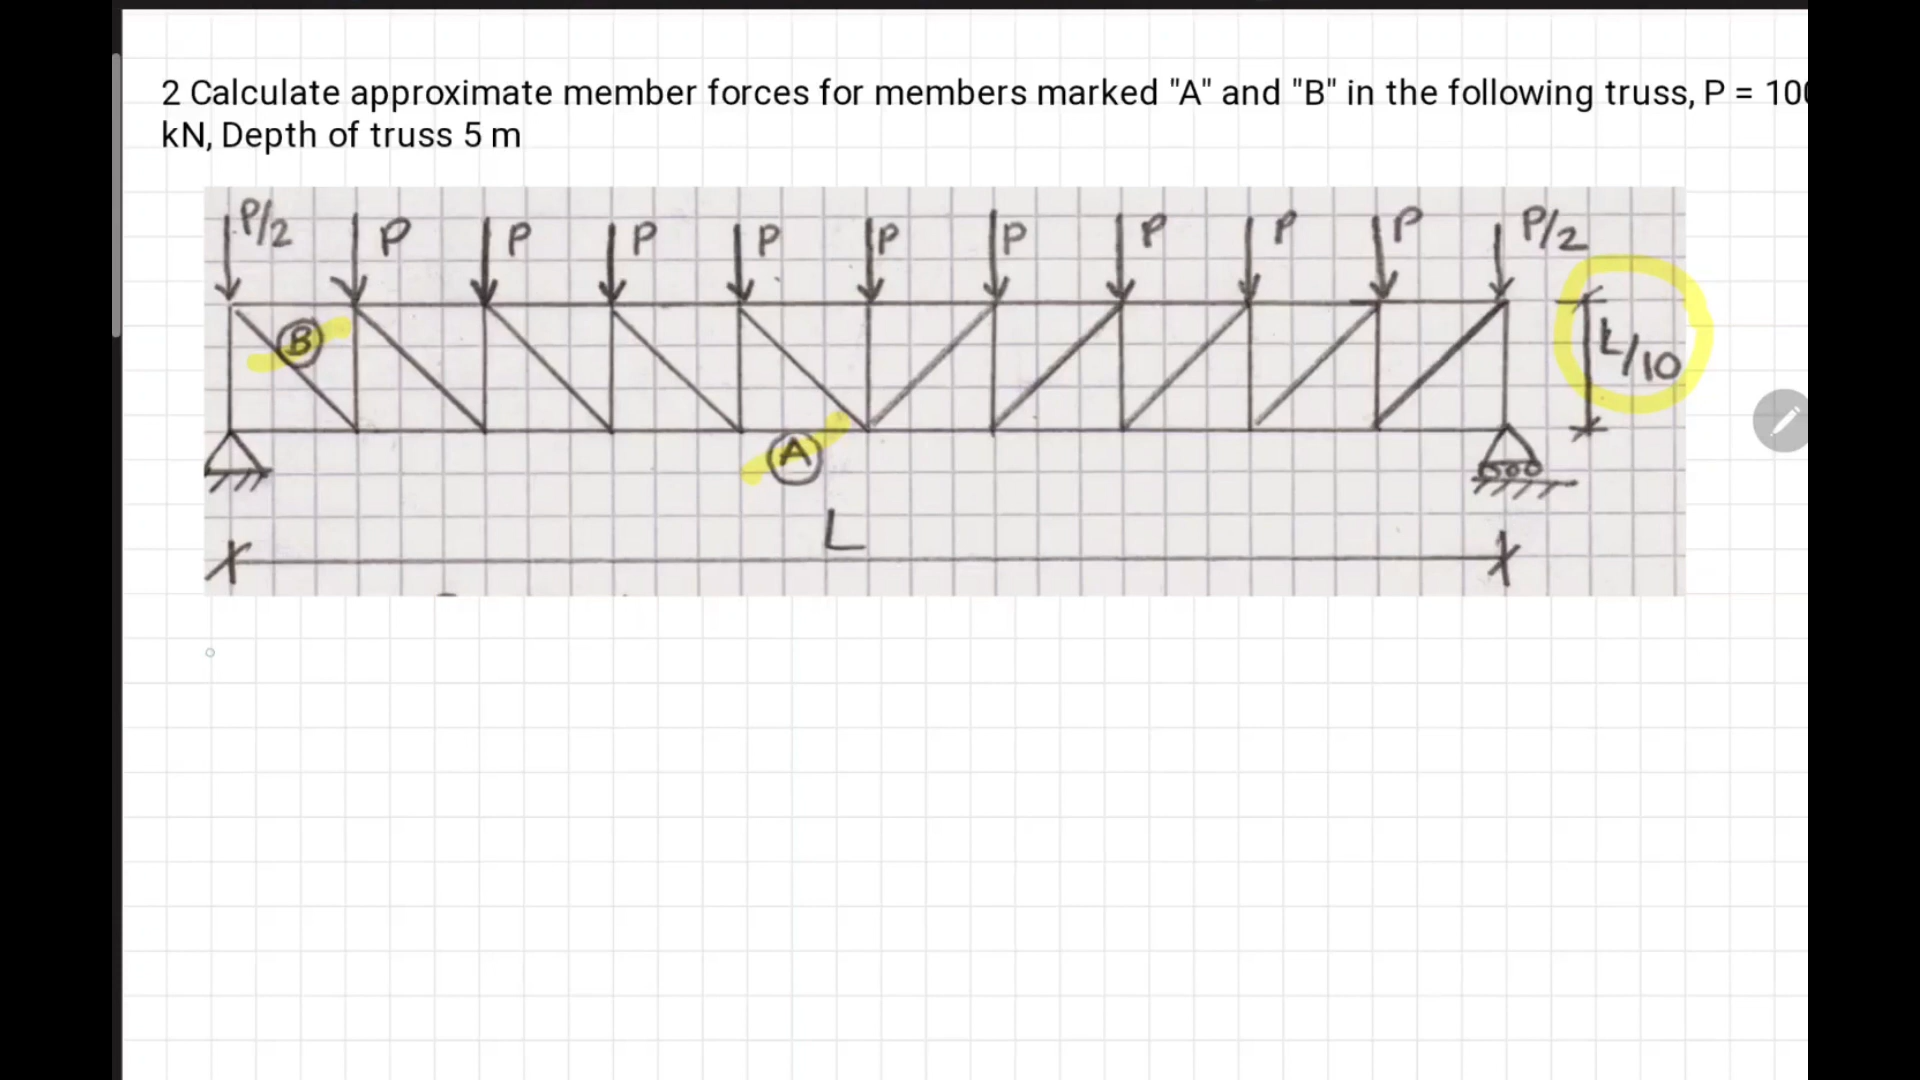 2 Calculate approximate member forces for members marked "A" and "B" in the following truss, P = 100
kN, Depth of truss 5 m
P/2 P P P P P P P P P P/2
B
L/10
A
L